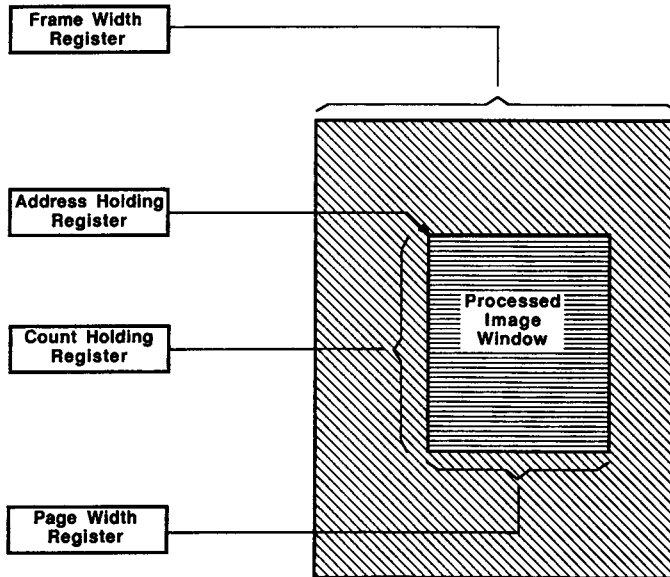 Frame Width
Register
Address Holding
Register
Processed
Image
Window
Count Holding
Register
Page Width
Register